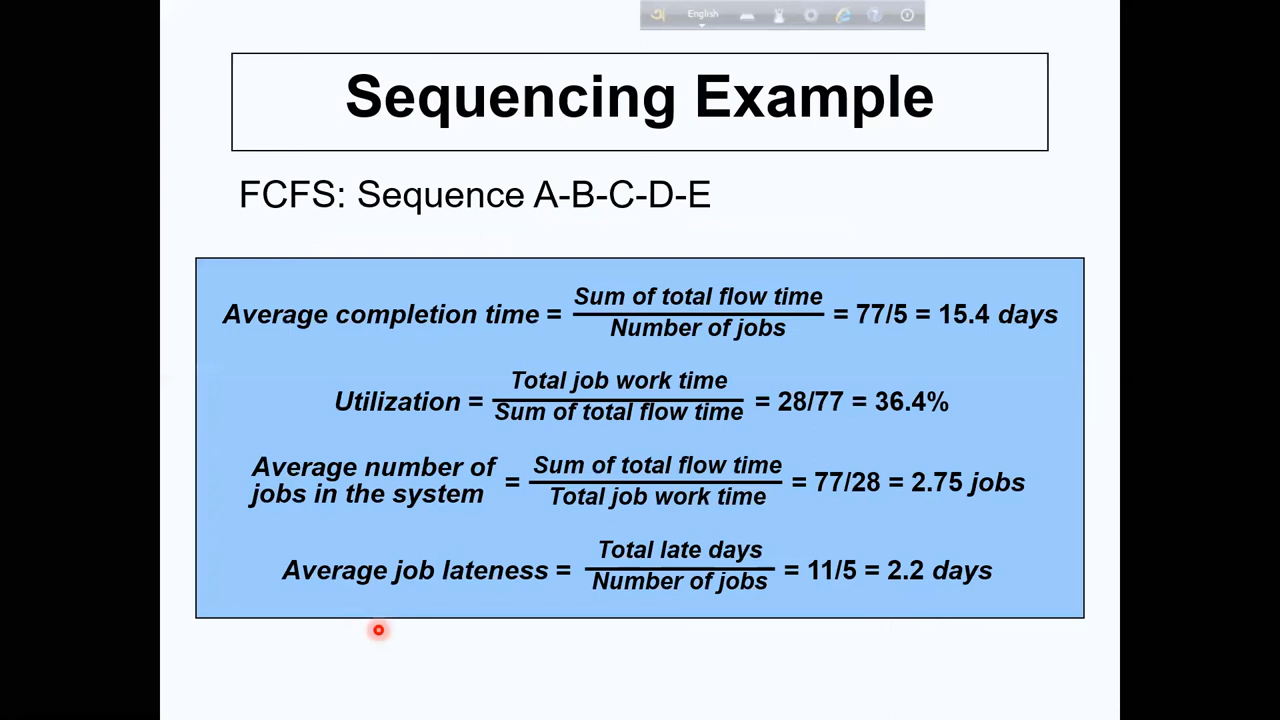 অ English
Sequencing Example
FCFS: Sequence A-B-C-D-E
Average completion time = Sum of total flow time / Number of jobs = 77/5 = 15.4 days
Utilization = Total job work time / Sum of total flow time = 28/77 = 36.4%
Average number of jobs in the system = Sum of total flow time / Total job work time = 77/28 = 2.75 jobs
Average job lateness = Total late days / Number of jobs = 11/5 = 2.2 days